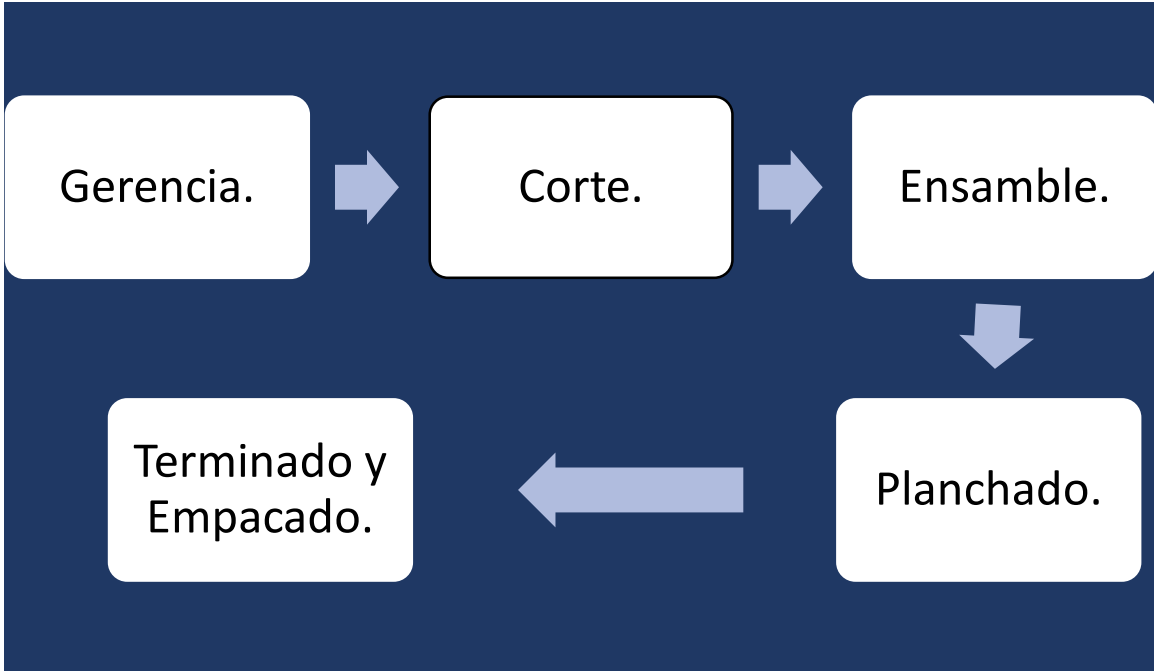 Gerencia.
Corte.
Ensamble.
Planchado.
Terminado y
Empacado.